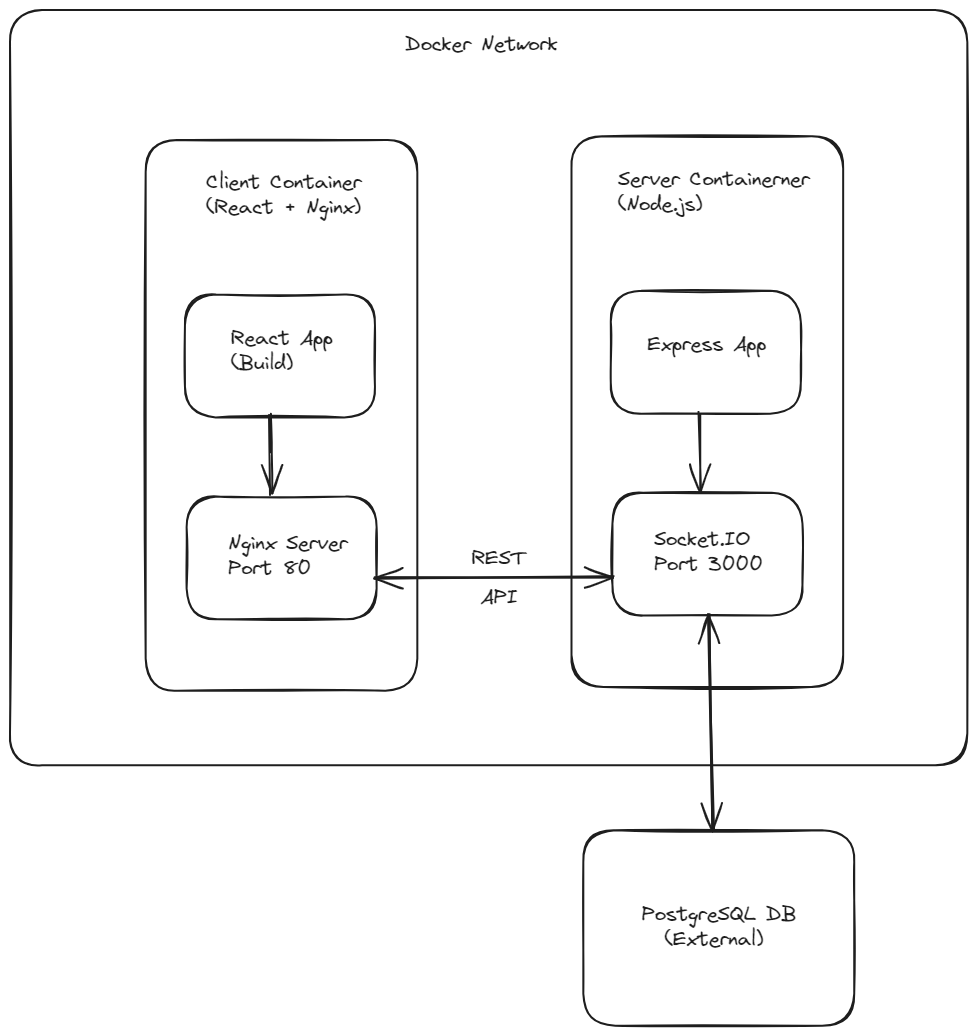 Docker Network
Client Container
(React + Nginx)
Server Containerner
(Node.js)
React App
(Build)
Express App
Nginx Server
Port 80
REST
API
Socket.IO
Port 3000
PostgreSQL DB
(External)